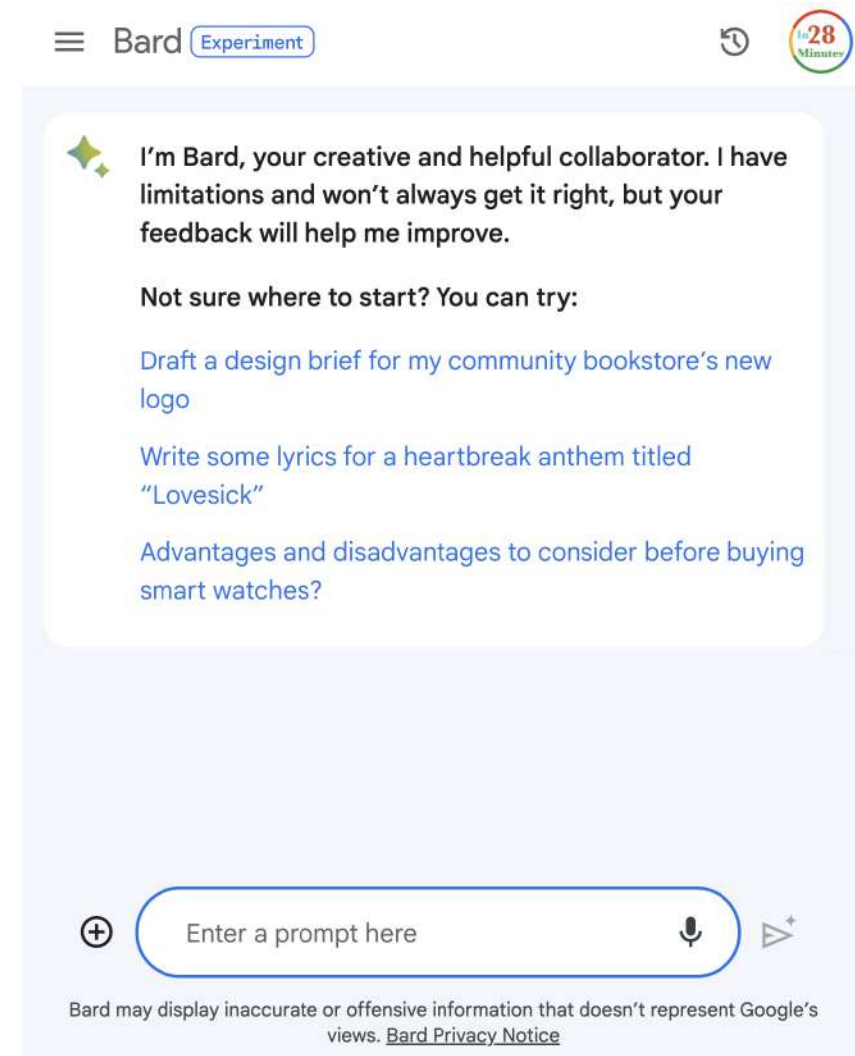 Bard Experiment
In 28
Minutes
I’m Bard, your creative and helpful collaborator. I have
limitations and won’t always get it right, but your
feedback will help me improve.
Not sure where to start? You can try:
Draft a design brief for my community bookstore’s new
logo
Write some lyrics for a heartbreak anthem titled
“Lovesick”
Advantages and disadvantages to consider before buying
smart watches?
Enter a prompt here
Bard may display inaccurate or offensive information that doesn’t represent Google’s
views. Bard Privacy Notice